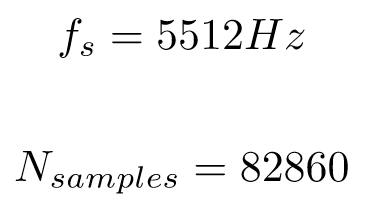 f_s = 5512Hz
N_samples = 82860